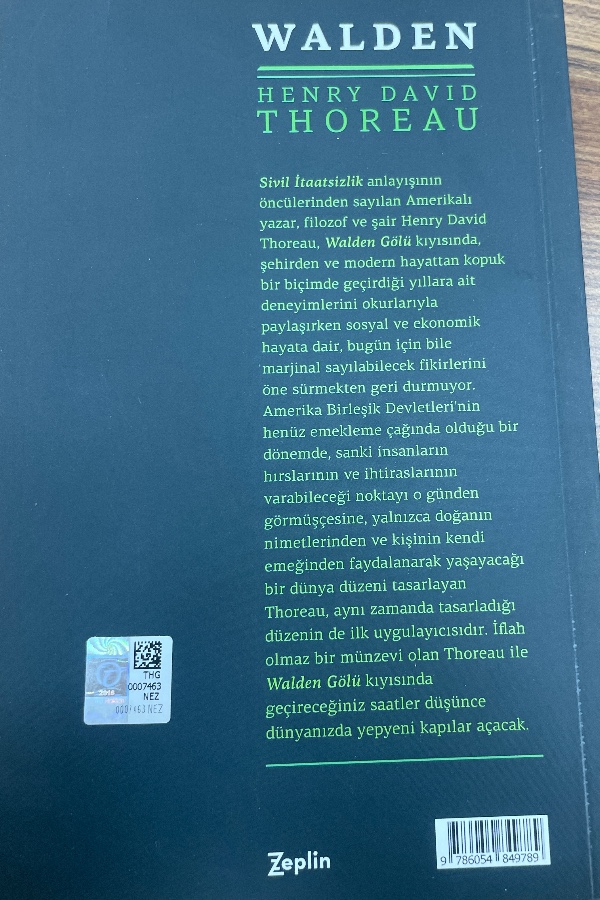 WALDEN
HENRY DAVID
THOREAU
Sivil İtaatsizlik anlayışının
öncülerinden sayılan Amerikalı
yazar, filozof ve şair Henry David
Thoreau, Walden Gölü kıyısında,
şehirden ve modern hayattan kopuk
bir biçimde geçirdiği yıllara ait
deneyimlerini okurlarıyla
paylaşırken sosyal ve ekonomik
hayata dair, bugün için bile
marjinal sayılabilecek fikirlerini
öne sürmekten geri durmuyor.
Amerika Birleşik Devletleri'nin
henüz emekleme çağında olduğu bir
dönemde, sanki insanların
hırslarının ve ihtiraslarının
varabileceği noktayı o günden
görmüşçesine, yalnızca doğanın
nimetlerinden ve kişinin kendi
emeğinden faydalanarak yaşayacağı
bir dünya düzeni tasarlayan
Thoreau, aynı zamanda tasarladığı
düzenin de ilk uygulayıcısıdır. İflah
olmaz bir münzevi olan Thoreau ile
Walden Gölü kıyısında
geçireceğiniz saatler düşünce
dünyanızda yepyeni kapılar açacak.
THG
0007463
NEZ
0007463 NEZ
Zeplin
9 786054 849789